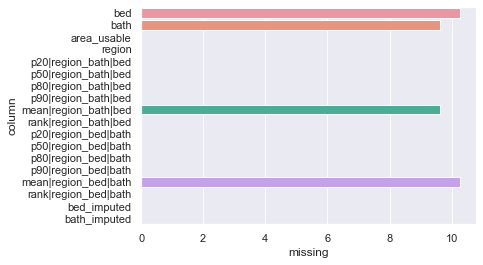 bed
bath
area_usable
region
p20|region_bath|bed
p50|region_bath|bed
p80|region_bath|bed
p90|region_bath|bed
mean|region_bath|bed
rank|region_bath|bed
p20|region_bed|bath
p50|region_bed|bath
p80|region_bed|bath
p90|region_bed|bath
mean|region_bed|bath
rank|region_bed|bath
bed_imputed
bath_imputed
column
0 2 4 6 8 10
missing